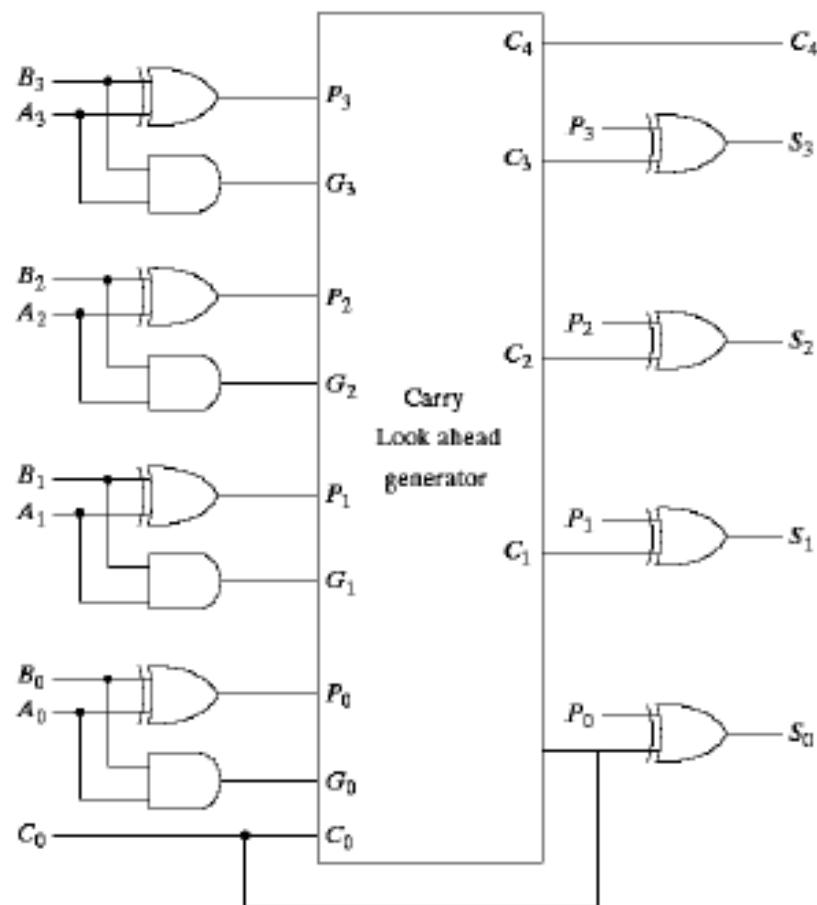 C₄ C₄
B₃
A₃ P₃ P₃
C₃ S₃
G₃
B₂
A₂ P₂ P₂
C₂ S₂
G₂
Carry
Look ahead
generator
B₁
A₁ P₁ P₁
C₁ S₁
G₁
B₀
A₀ P₀ P₀
S₀
G₀
C₀ C₀